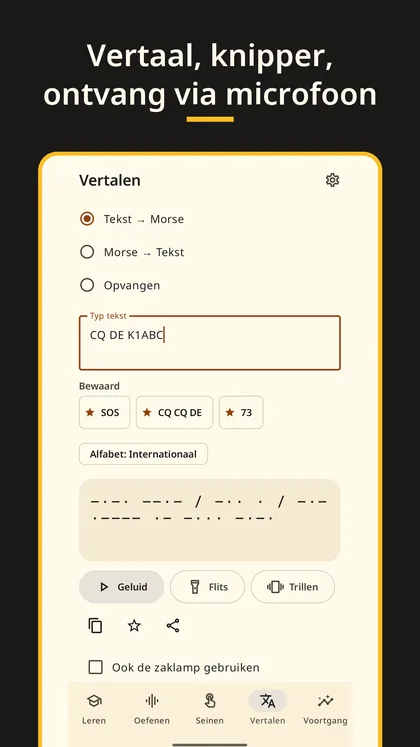 Vertaal, knipper,
ontvang via microfoon
Vertalen
Tekst → Morse
Morse → Tekst
Opvangen
Typ tekst
CQ DE K1ABC
Bewaard
★ SOS
★ CQ CQ DE
★ 73
Alfabet: Internationaal
−·−· −−·− / −·· · / −·−
·−−−− ·− −··· −·−·
Geluid
Flits
Trillen
Ook de zaklamp gebruiken
Leren
Oefenen
Seinen
Vertalen
Voortgang